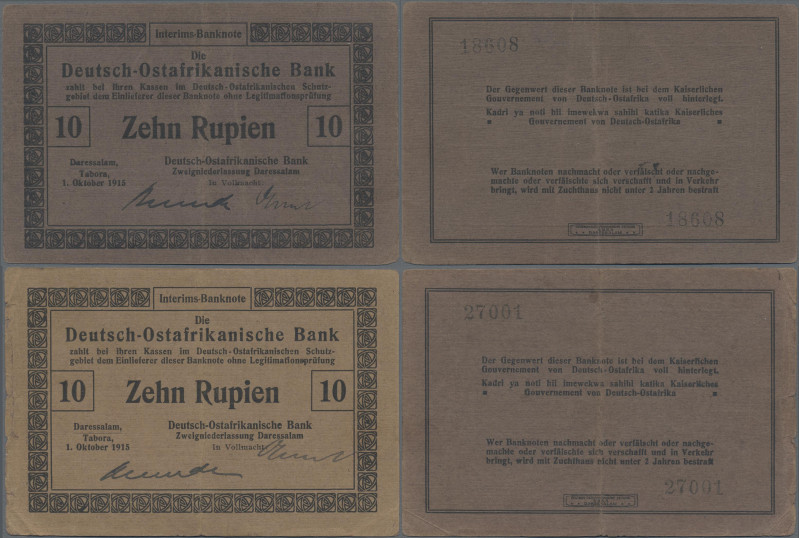 Interims-Banknote
Die
Deutsch-Ostafrikanische Bank
zahlt bei Ihren Kassen im Deutsch-Ostafrikanischen Schutz-
gebiet dem Einlieferer dieser Banknote ohne Legitimationsprüfung
10 Zehn Rupien 10
Daressalam,
Tabora,
1. Oktober 1915
Deutsch-Ostafrikanische Bank
Zweigniederlassung Daressalam
In Vollmacht
18608
Der Gegenwert dieser Banknote ist bei dem Kaiserlichen
Gouvernement von Deutsch-Ostafrika voll hinterlegt.
Kadri ya noti hii imewekwa sahihi katika Kaiserliches
Gouvernement von Deutsch-Ostafrika
Wer Banknoten nachmacht oder verfälscht oder nachge-
machte oder verfälschte sich verschafft und in Verkehr
bringt, wird mit Zuchthaus nicht unter 2 Jahren bestraft
18608
Interims-Banknote
Die
Deutsch-Ostafrikanische Bank
zahlt bei Ihren Kassen im Deutsch-Ostafrikanischen Schutz-
gebiet dem Einlieferer dieser Banknote ohne Legitimationsprüfung
10 Zehn Rupien 10
Daressalam,
Tabora,
1. Oktober 1915
Deutsch-Ostafrikanische Bank
Zweigniederlassung Daressalam
In Vollmacht
27001
Der Gegenwert dieser Banknote ist bei dem Kaiserlichen
Gouvernement von Deutsch-Ostafrika voll hinterlegt.
Kadri ya noti hii imewekwa sahihi katika Kaiserliches
Gouvernement von Deutsch-Ostafrika
Wer Banknoten nachmacht oder verfälscht oder nachge-
machte oder verfälschte sich verschafft und in Verkehr
bringt, wird mit Zuchthaus nicht unter 2 Jahren bestraft
27001